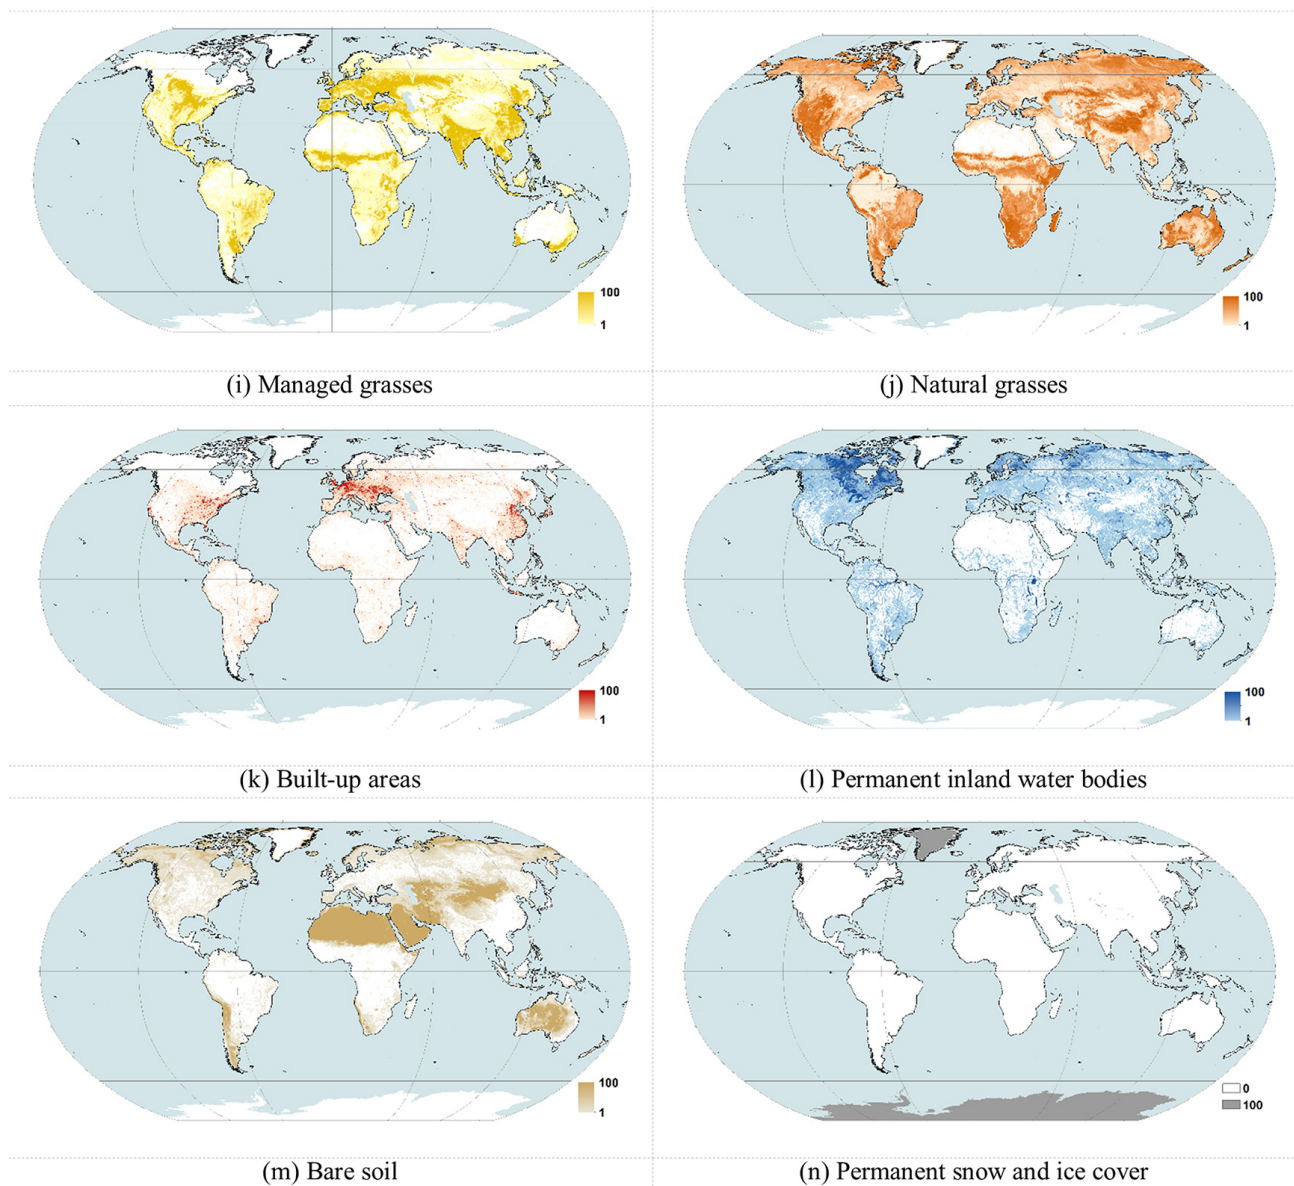 100
1
100
1
(i) Managed grasses
(j) Natural grasses
100
1
100
1
(k) Built-up areas
(l) Permanent inland water bodies
100
1
0
100
(m) Bare soil
(n) Permanent snow and ice cover